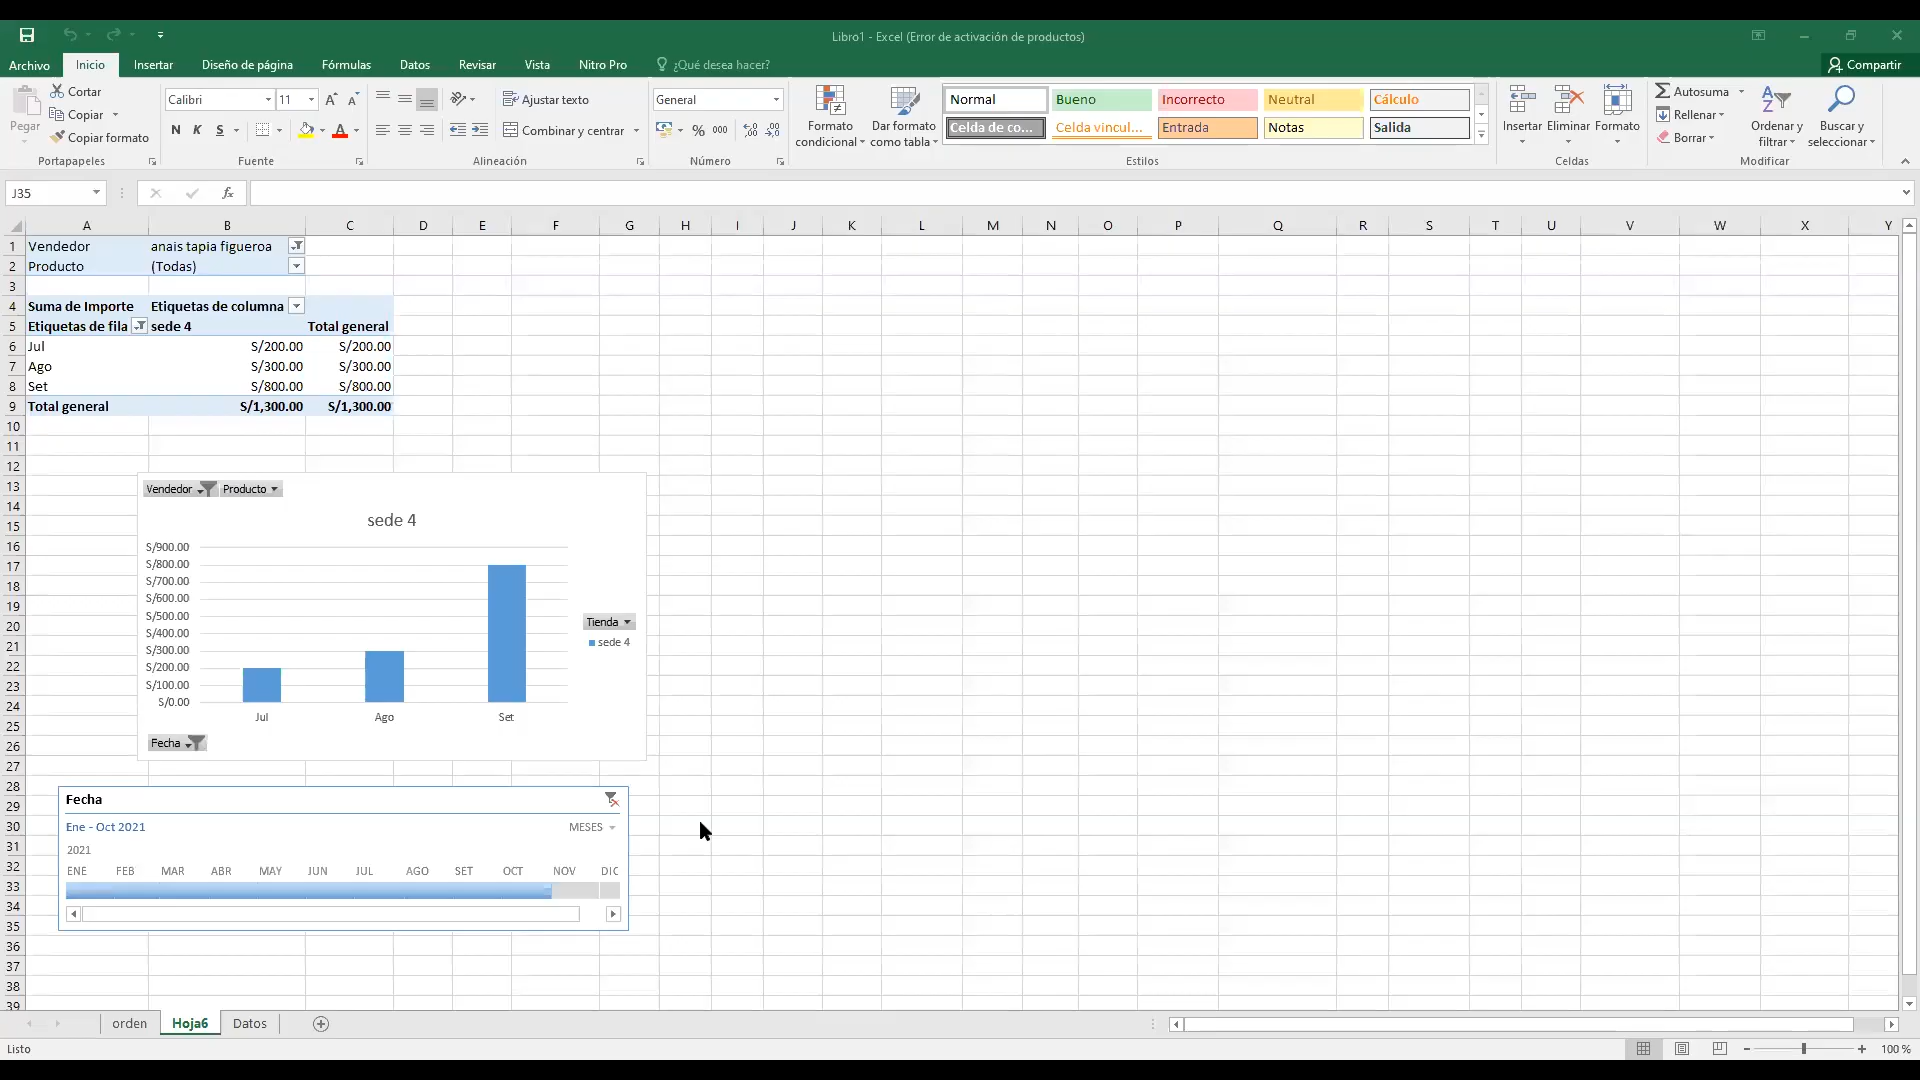 Libro1 - Excel (Error de activación de productos)
Archivo Inicio Insertar Diseño de página Fórmulas Datos Revisar Vista Nitro Pro ¿Qué desea hacer? Compartir
Pegar
Cortar
Copiar
Copiar formato
Portapapeles
Calibri 11
N K S
Fuente
Ajustar texto
Combinar y centrar
Alineación
General
% 000
Número
Formato condicional
Dar formato como tabla
Normal Bueno Incorrecto Neutral Cálculo
Celda de co... Celda vincul... Entrada Notas Salida
Estilos
Insertar Eliminar Formato
Celdas
Autosuma
Rellenar
Borrar
Ordenar y filtrar
Buscar y seleccionar
Modificar
J35 fx
A B C D E F G H I J K L M N O P Q R S T U V W X Y
1 Vendedor anais tapia figueroa
2 Producto (Todas)
3
4 Suma de Importe Etiquetas de columna
5 Etiquetas de fila sede 4 Total general
6 Jul S/200.00 S/200.00
7 Ago S/300.00 S/300.00
8 Set S/800.00 S/800.00
9 Total general S/1,300.00 S/1,300.00
10
11
12
13
14
15
16
17
18
19
20
21
22
23
24
25
26
27
28
29
30
31
32
33
34
35
36
37
38
39
Vendedor Producto
sede 4
S/900.00
S/800.00
S/700.00
S/600.00
S/500.00
S/400.00
S/300.00
S/200.00
S/100.00
S/0.00
Jul Ago Set
Tienda
sede 4
Fecha
Fecha
Ene - Oct 2021 MESES
2021
ENE FEB MAR ABR MAY JUN JUL AGO SET OCT NOV DIC
orden Hoja6 Datos
Listo 100 %